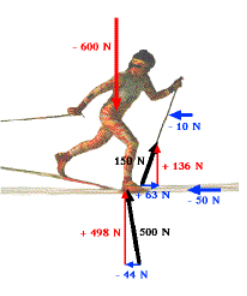 - 600 N
- 10 N
150 N
+ 136 N
+ 63 N
- 50 N
+ 498 N
500 N
- 44 N